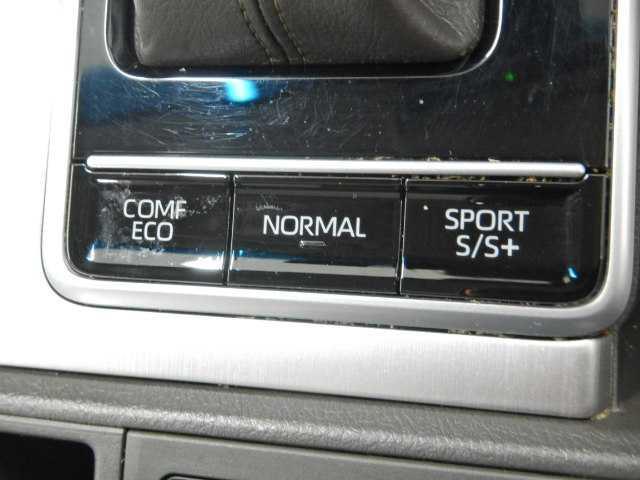 COMF
ECO
NORMAL
SPORT
S/S+